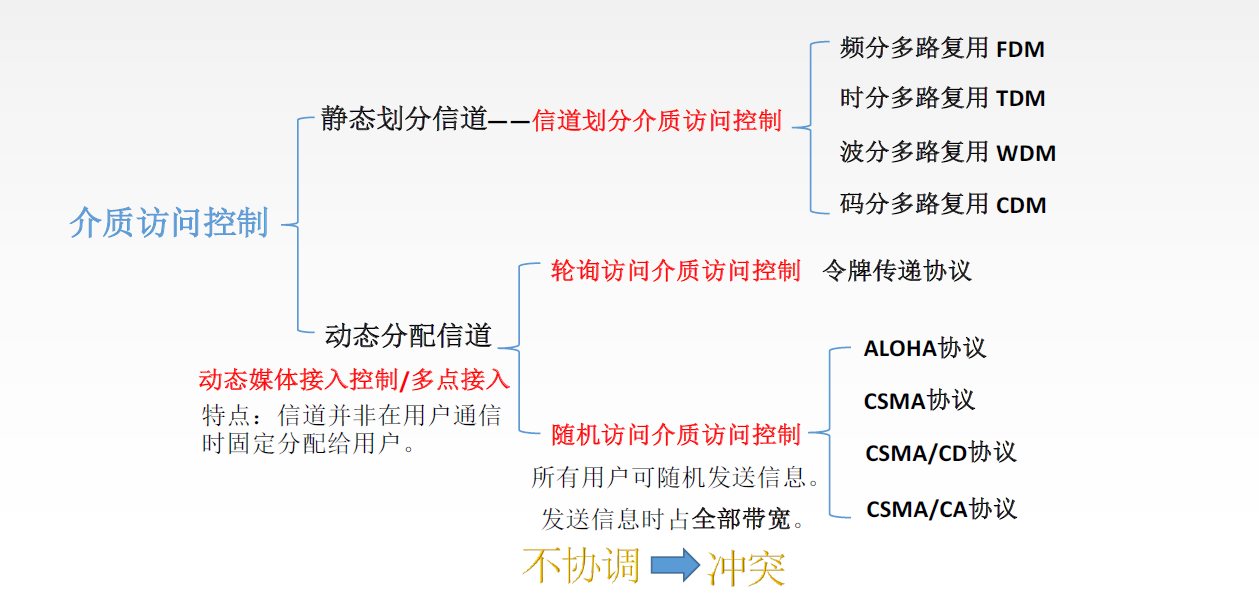 介质访问控制
静态划分信道——信道划分介质访问控制
频分多路复用 FDM
时分多路复用 TDM
波分多路复用 WDM
码分多路复用 CDM
动态分配信道
动态媒体接入控制/多点接入
特点：信道并非在用户通信
时固定分配给用户。
轮询访问介质访问控制 令牌传递协议
随机访问介质访问控制
所有用户可随机发送信息。
发送信息时占全部带宽。
ALOHA协议
CSMA协议
CSMA/CD协议
CSMA/CA协议
不协调 冲突